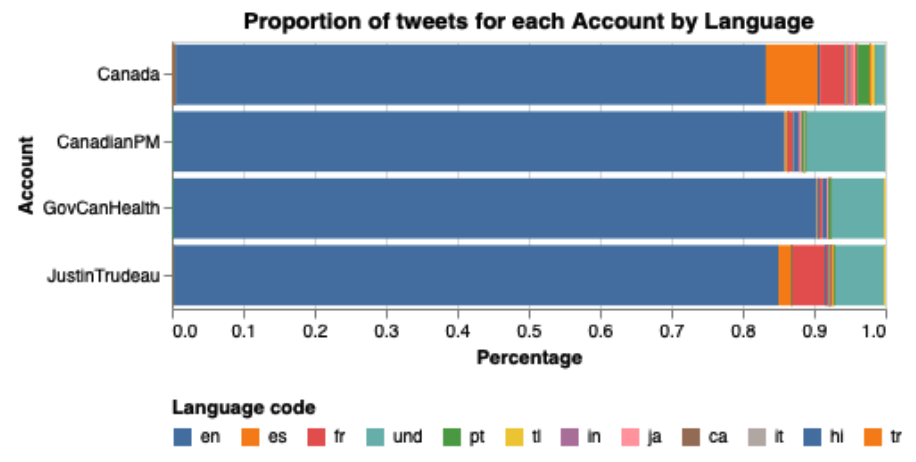 Proportion of tweets for each Account by Language
Canada
CanadianPM
GovCanHealth
JustinTrudeau
Account
0.0 0.1 0.2 0.3 0.4 0.5 0.6 0.7 0.8 0.9 1.0
Percentage
Language code
en es fr und pt tl in ja ca it hi tr